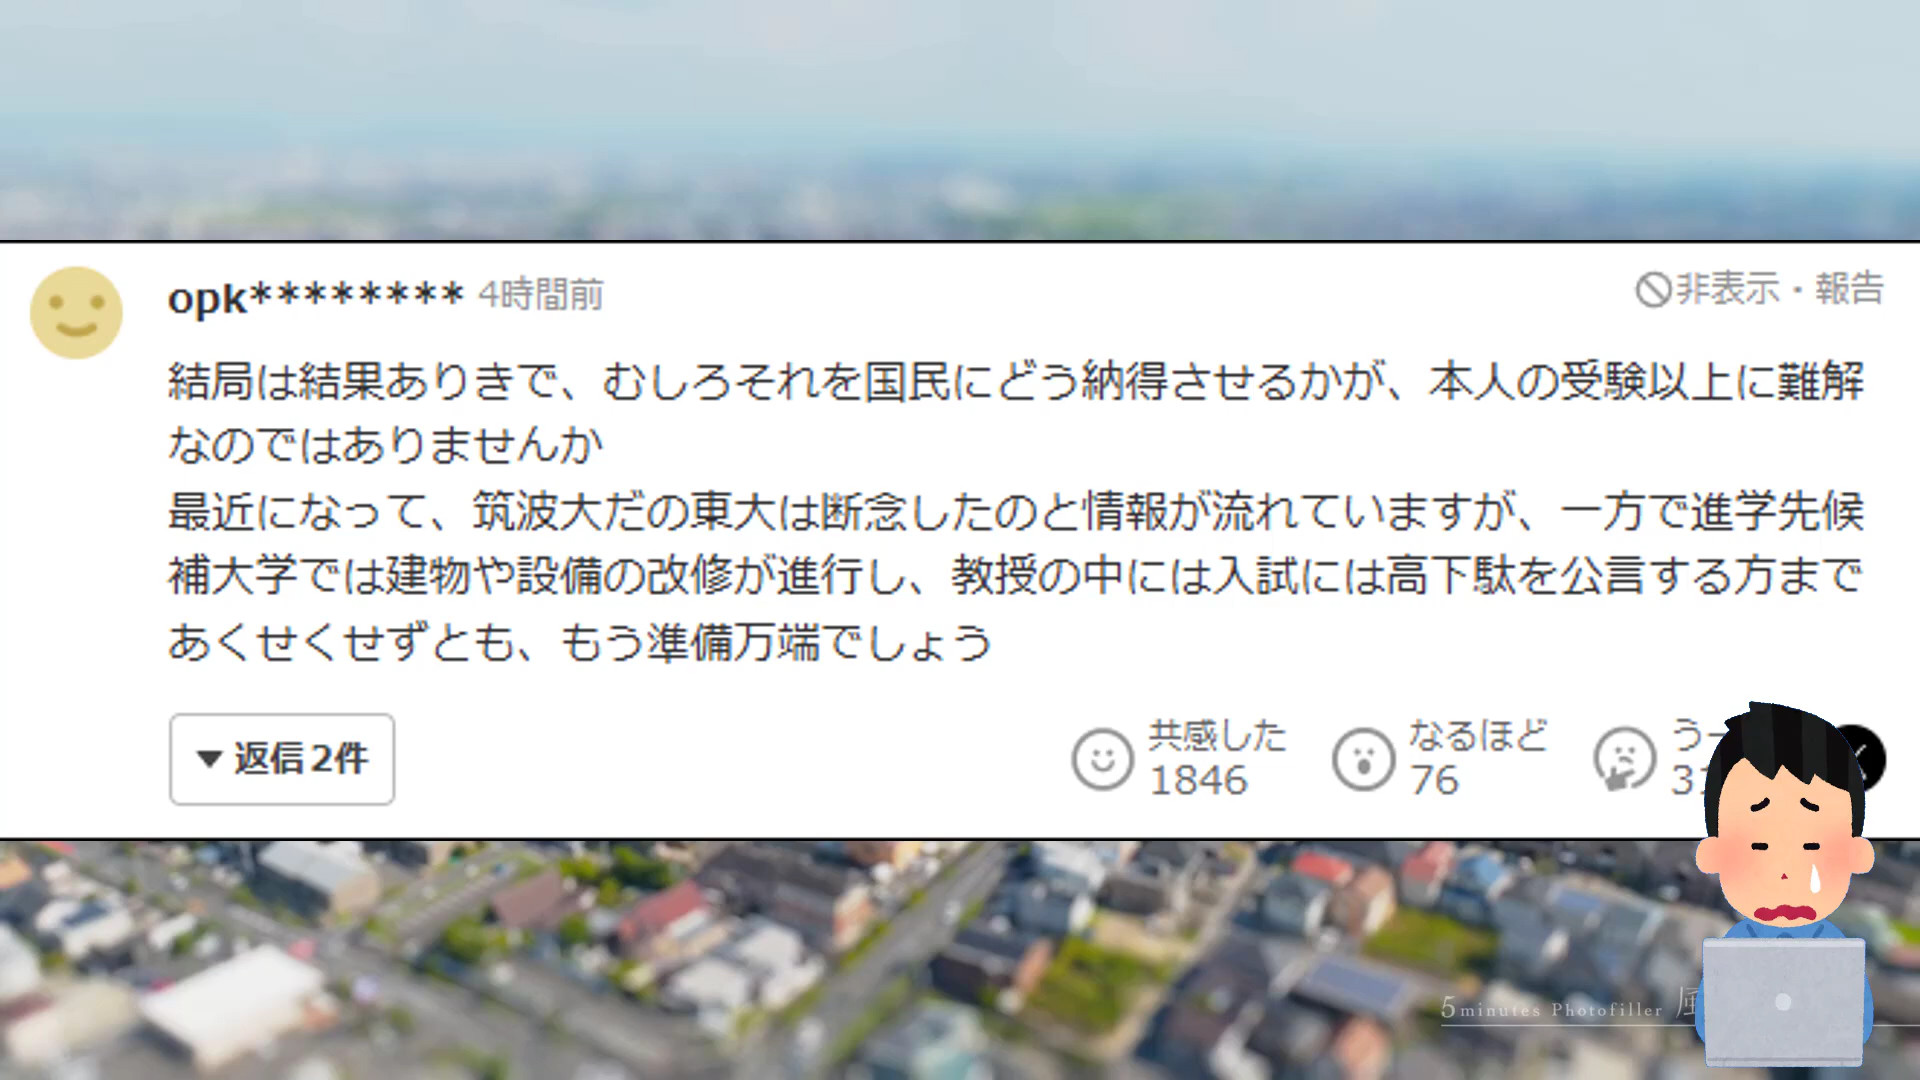 opk******** 4時間前
非表示・報告
結局は結果ありきで、むしろそれを国民にどう納得させるかが、本人の受験以上に難解
なのではありませんか
最近になって、筑波大だの東大は断念したのと情報が流れていますが、一方で進学先候
補大学では建物や設備の改修が進行し、教授の中には入試には高下駄を公言する方まで
あくせくせずとも、もう準備万端でしょう
返信2件
共感した
1846
なるほど
76
5minutes Photofiller